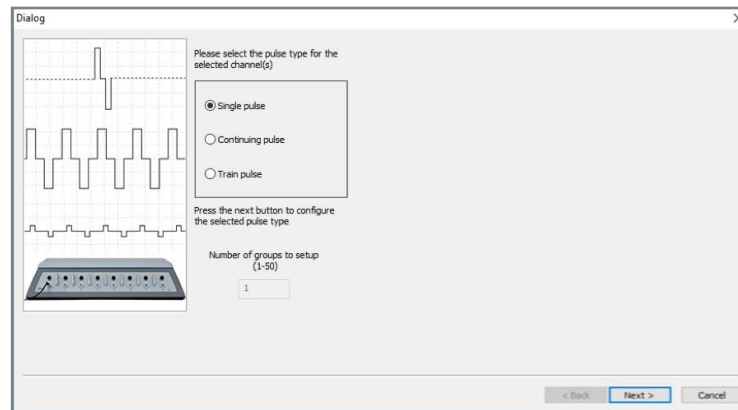 Dialog
Please select the pulse type for the
selected channel(s)
Single pulse
Continuing pulse
Train pulse
Press the next button to configure
the selected pulse type
Number of groups to setup
(1-50)
1
< Back
Next >
Cancel